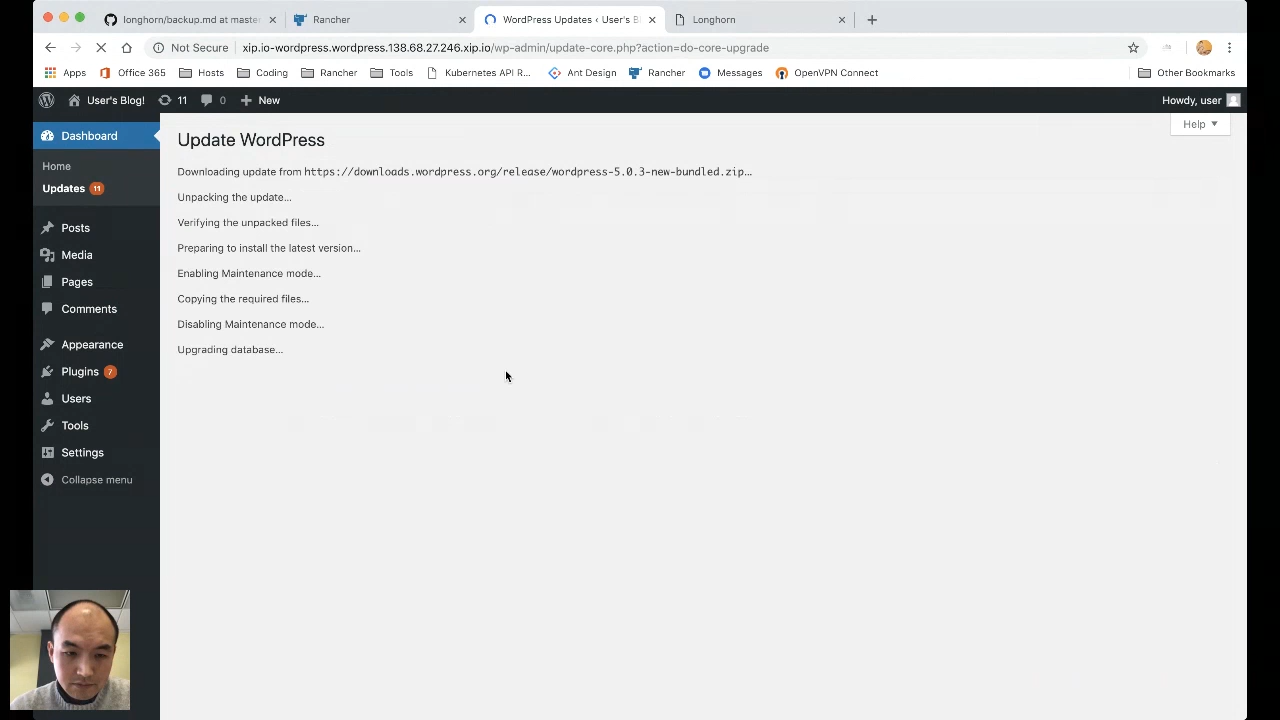 longhorn/backup.md at master
Rancher
WordPress Updates ‹ User's Bl
Longhorn
Not Secure
xip.io-wordpress.wordpress.138.68.27.246.xip.io/wp-admin/update-core.php?action=do-core-upgrade
Apps
Office 365
Hosts
Coding
Rancher
Tools
Kubernetes API R...
Ant Design
Rancher
Messages
OpenVPN Connect
Other Bookmarks
User's Blog!
11
0
New
Howdy, user
Help
Dashboard
Home
Updates 11
Posts
Media
Pages
Comments
Appearance
Plugins 7
Users
Tools
Settings
Collapse menu
Update WordPress
Downloading update from https://downloads.wordpress.org/release/wordpress-5.0.3-new-bundled.zip…
Unpacking the update…
Verifying the unpacked files…
Preparing to install the latest version…
Enabling Maintenance mode…
Copying the required files…
Disabling Maintenance mode…
Upgrading database…